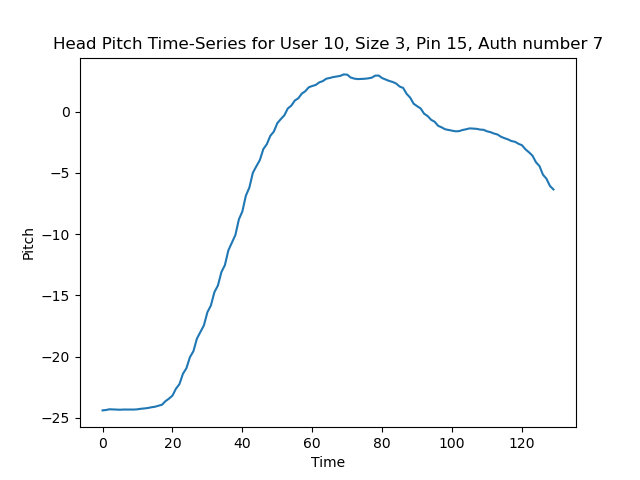 Head Pitch Time-Series for User 10, Size 3, Pin 15, Auth number 7
Pitch
0
−5
−10
−15
−20
−25
0 20 40 60 80 100 120
Time